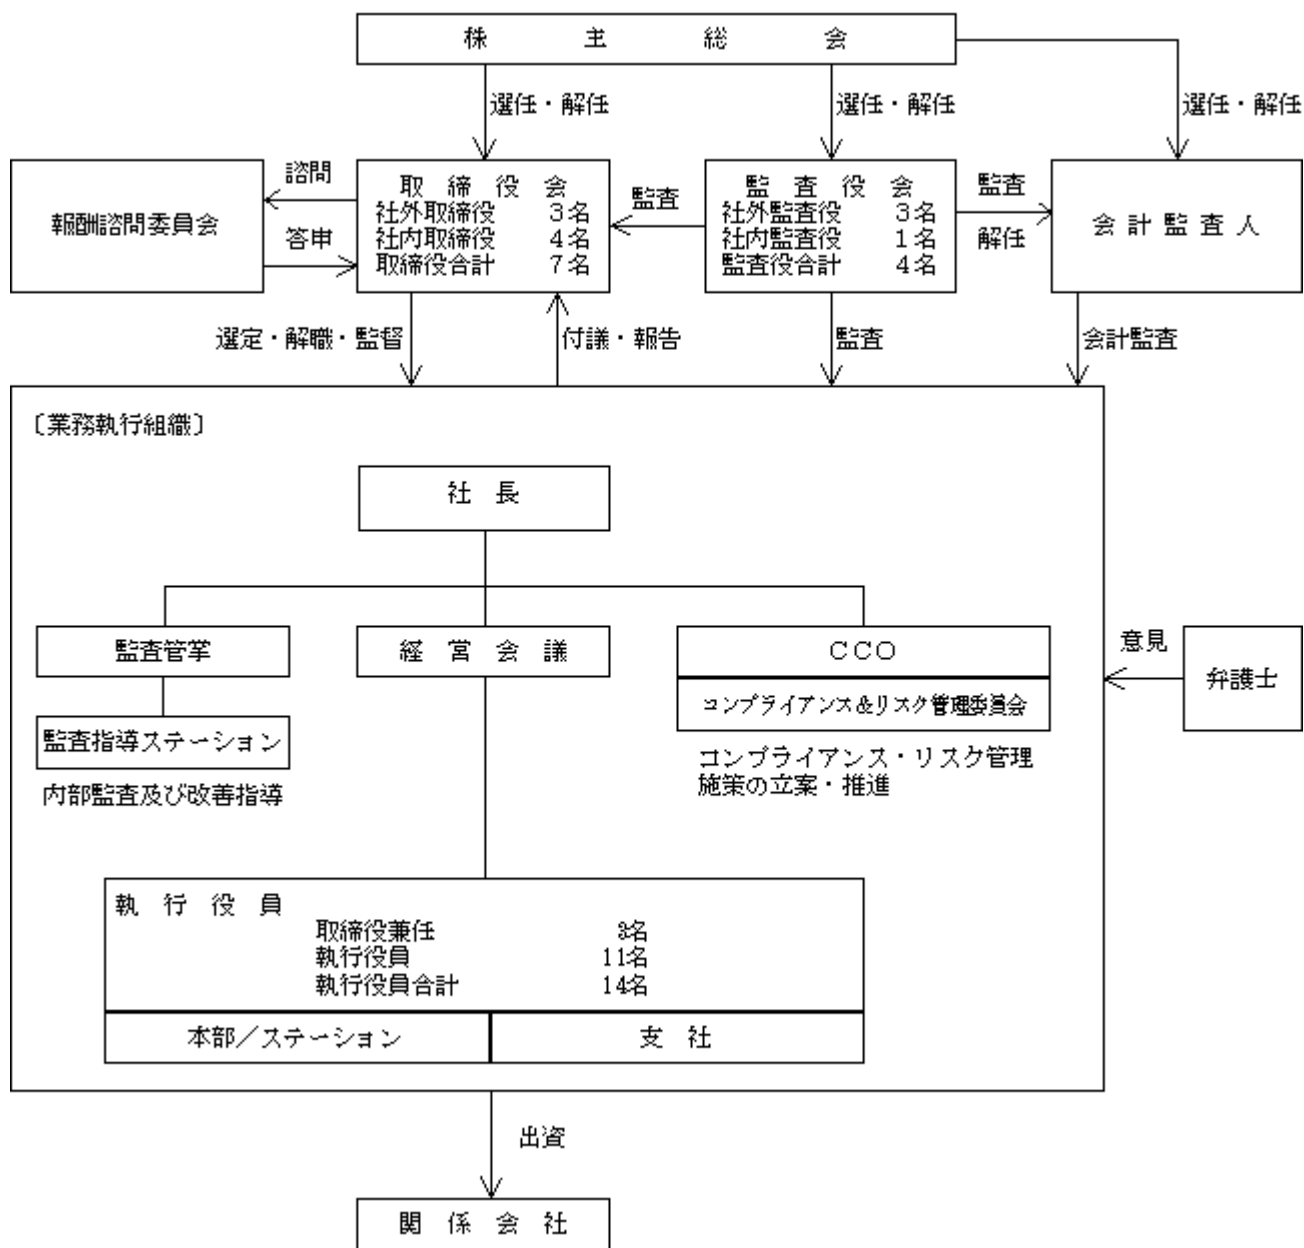 株主総会
選任・解任
選任・解任
選任・解任
報酬諮問委員会
諮問
答申
取締役会
社外取締役 3名
社内取締役 4名
取締役合計 7名
監査
監査役会
社外監査役 3名
社内監査役 1名
監査役合計 4名
監査
解任
会計監査人
選定・解職・監督
付議・報告
監査
会計監査
〔業務執行組織〕
社長
監査管掌
監査指導ステーション
内部監査及び改善指導
経営会議
CCO
コンプライアンス&リスク管理委員会
コンプライアンス・リスク管理
施策の立案・推進
意見
弁護士
執行役員
取締役兼任 3名
執行役員 11名
執行役員合計 14名
本部/ステーション
支社
出資
関係会社